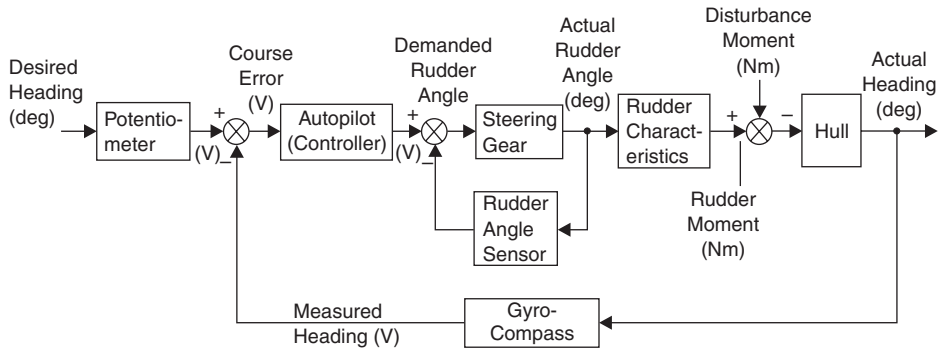 Desired
Heading
(deg)
Potentio-
meter
+
(V)
–
Course
Error
(V)
Autopilot
(Controller)
Demanded
Rudder
Angle
+
(V)
–
Steering
Gear
Rudder
Angle
Sensor
Actual
Rudder
Angle
(deg)
Rudder
Charact-
eristics
+
Rudder
Moment
(Nm)
Disturbance
Moment
(Nm)
–
Hull
Actual
Heading
(deg)
Measured
Heading (V)
Gyro-
Compass